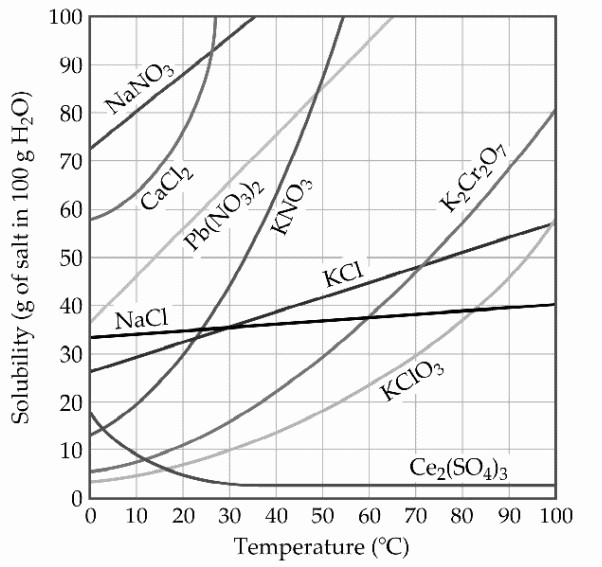 Solubility (g of salt in 100 g H₂O)
100
90
80
70
60
50
40
30
20
10
0
NaNO₃
CaCl₂
Pb(NO₃)₂
KNO₃
K₂Cr₂O₇
KCl
NaCl
KClO₃
Ce₂(SO₄)₃
0 10 20 30 40 50 60 70 80 90 100
Temperature (°C)